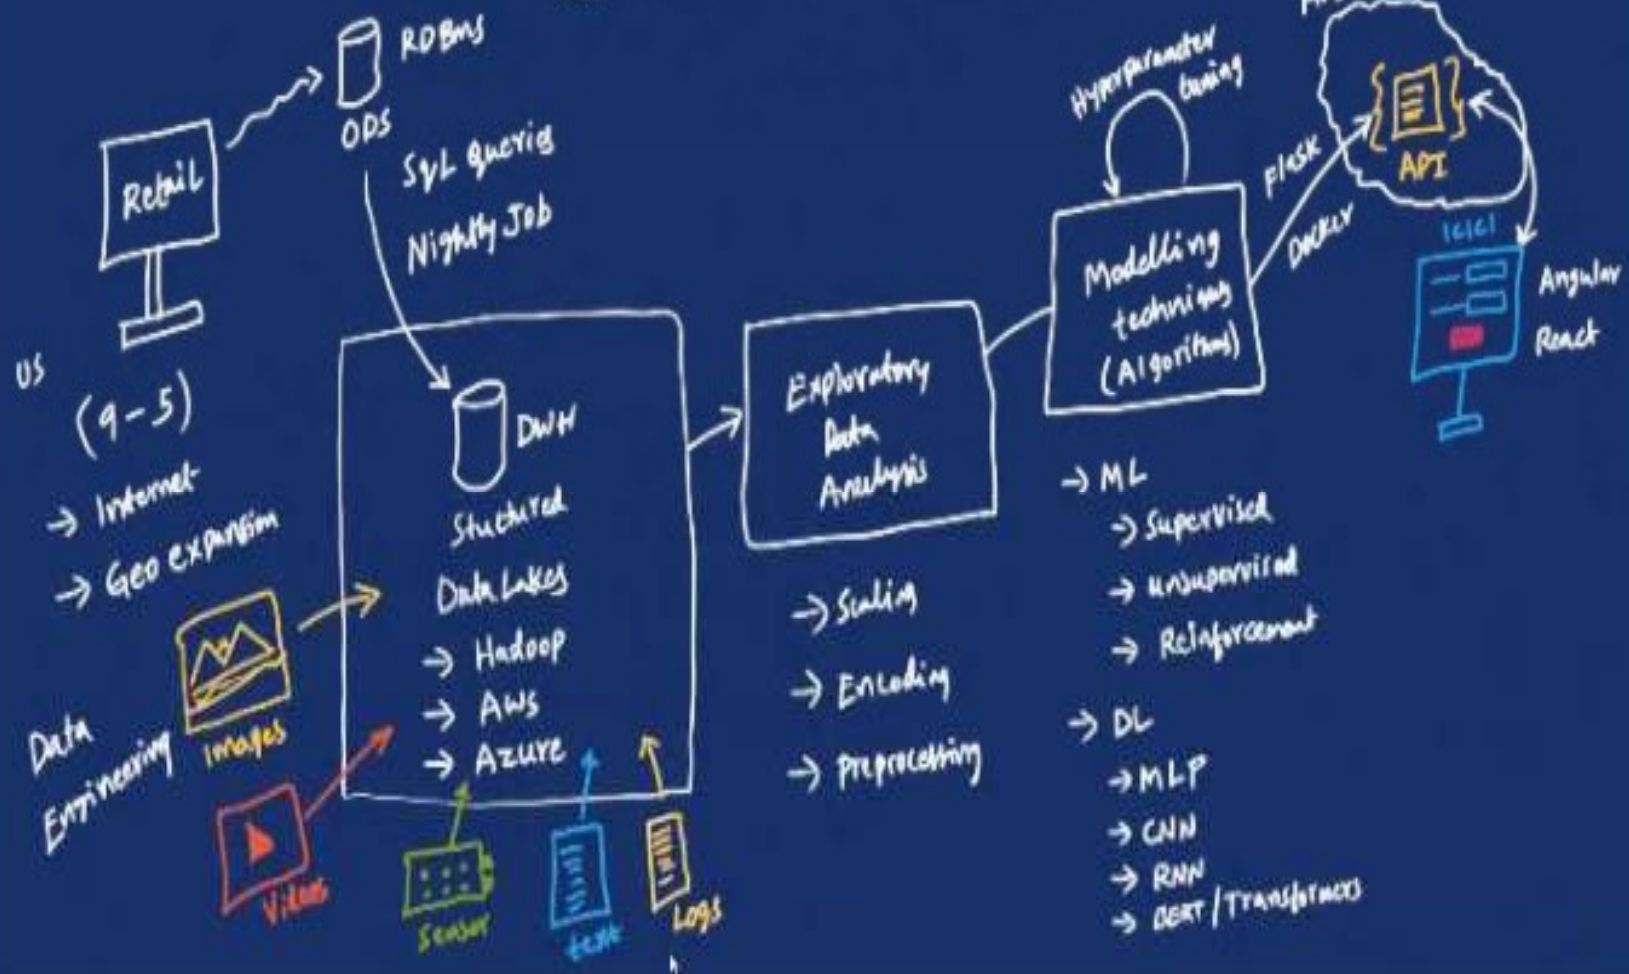 RDBms
ODS
Retail
SQL Queries
Nightly Job
US
(9-5)
→ Internet
→ Geo expansion
Data
Engineering
Images
Videos
Sensor
text
Logs
DWH
Stuctured
Data Lakes
→ Hadoop
→ AWS
→ Azure
Exploratory
Data
Analysis
→ Scaling
→ Encoding
→ Preprocessing
Hyperparameter
tuning
Modelling
techniques
(Algorithms)
→ ML
→ Supervised
→ Unsupervised
→ Reinforcement
→ DL
→ MLP
→ CNN
→ RNN
→ BERT/Transformers
Flask
Docker
API
ICICI
Angular
React